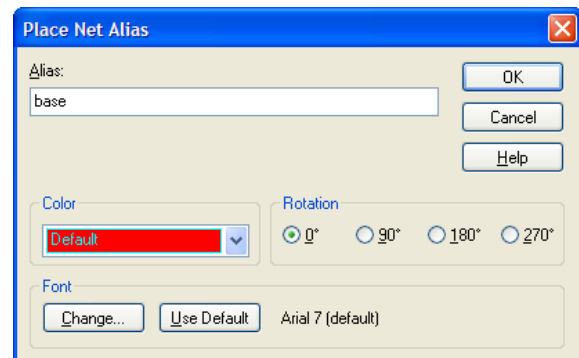 Place Net Alias
Alias:
OK
base
Cancel
Help
Color
Rotation
Default
0° 90° 180° 270°
Font
Change... Use Default Arial 7 (default)